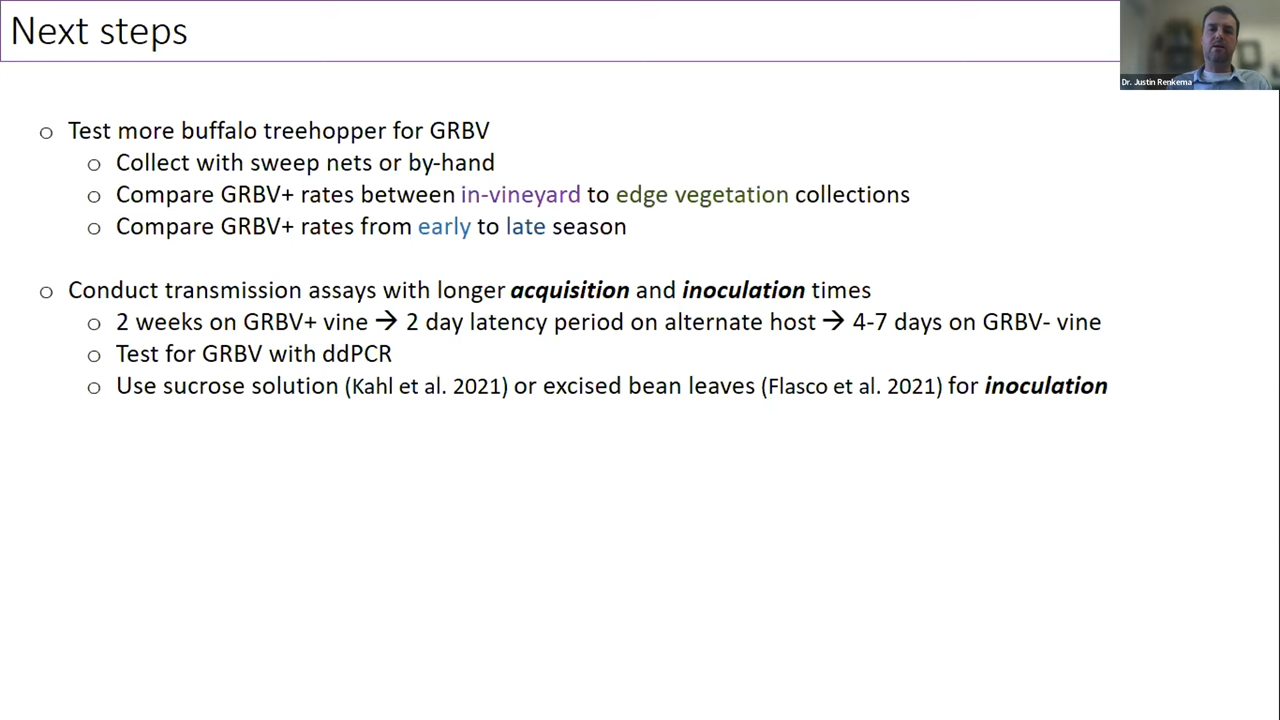 Next steps
Dr. Justin Renkema
o Test more buffalo treehopper for GRBV
o Collect with sweep nets or by-hand
o Compare GRBV+ rates between in-vineyard to edge vegetation collections
o Compare GRBV+ rates from early to late season
o Conduct transmission assays with longer acquisition and inoculation times
o 2 weeks on GRBV+ vine → 2 day latency period on alternate host → 4-7 days on GRBV- vine
o Test for GRBV with ddPCR
o Use sucrose solution (Kahl et al. 2021) or excised bean leaves (Flasco et al. 2021) for inoculation